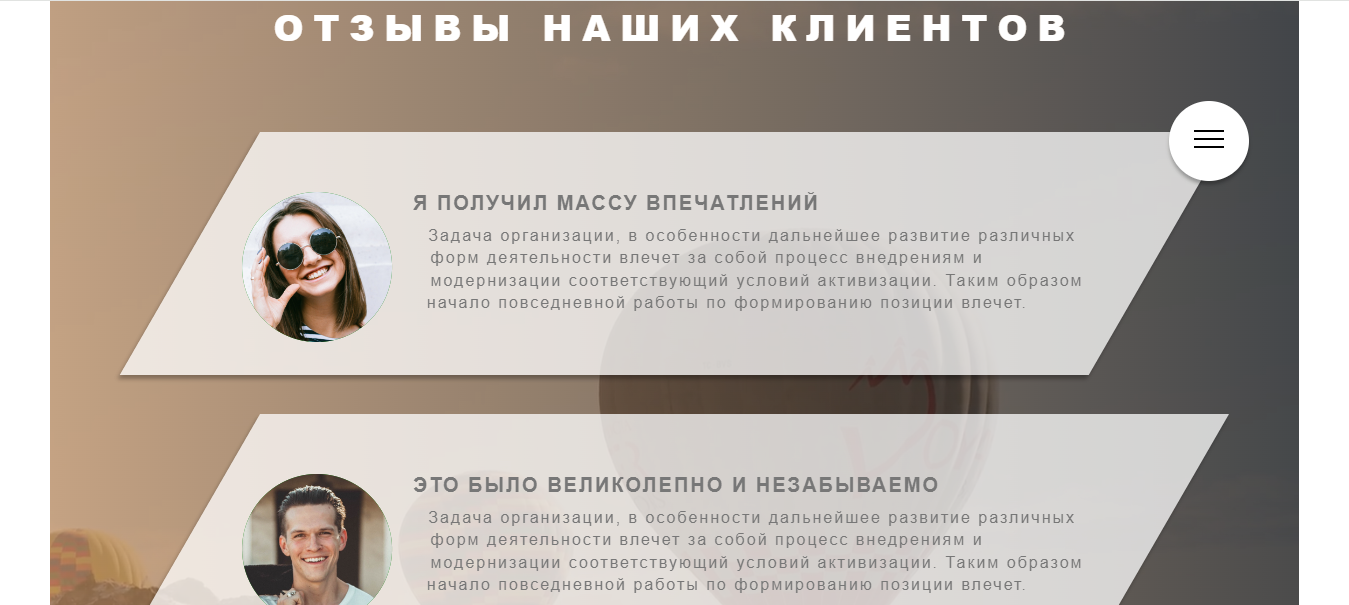 ОТЗЫВЫ НАШИХ КЛИЕНТОВ
Я ПОЛУЧИЛ МАССУ ВПЕЧАТЛЕНИЙ
Задача организации, в особенности дальнейшее развитие различных
форм деятельности влечет за собой процесс внедрениям и
модернизации соответствующий условий активизации. Таким образом
начало повседневной работы по формированию позиции влечет.
ЭТО БЫЛО ВЕЛИКОЛЕПНО И НЕЗАБЫВАЕМО
Задача организации, в особенности дальнейшее развитие различных
форм деятельности влечет за собой процесс внедрениям и
модернизации соответствующий условий активизации. Таким образом
начало повседневной работы по формированию позиции влечет.